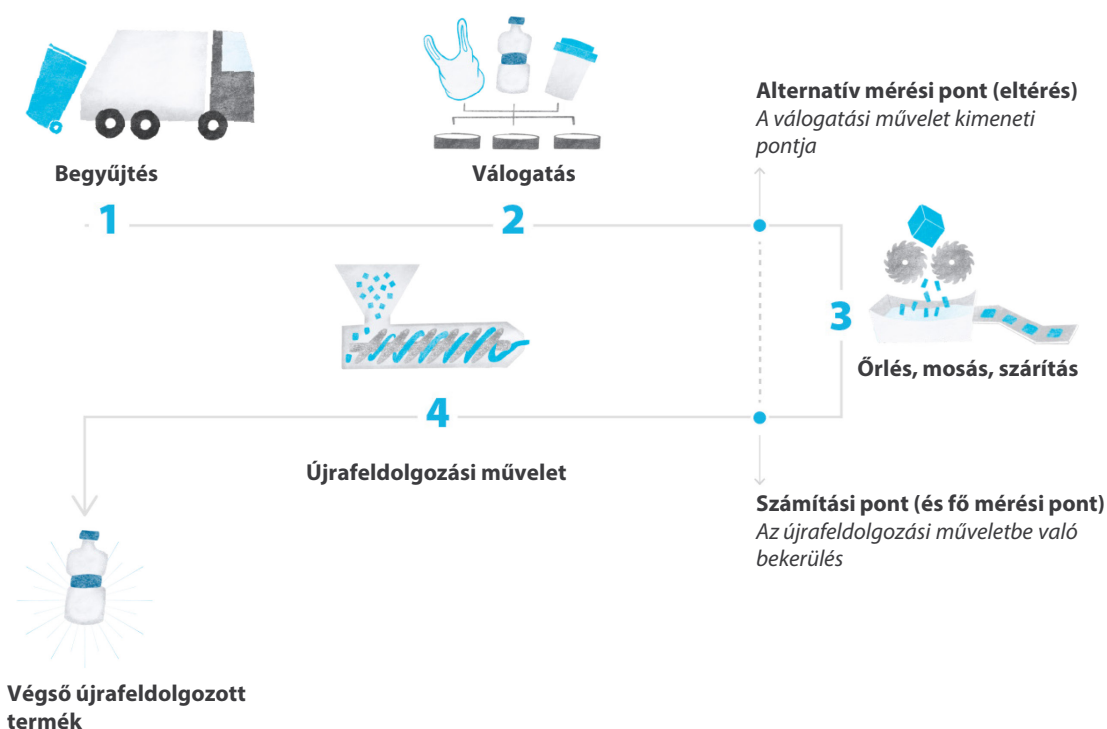 Begyűjtés
1
Válogatás
2
Alternatív mérési pont (eltérés)
A válogatási művelet kimeneti
pontja
3
Őrlés, mosás, szárítás
4
Újrafeldolgozási művelet
Számítási pont (és fő mérési pont)
Az újrafeldolgozási műveletbe való
bekerülés
Végső újrafeldolgozott
termék